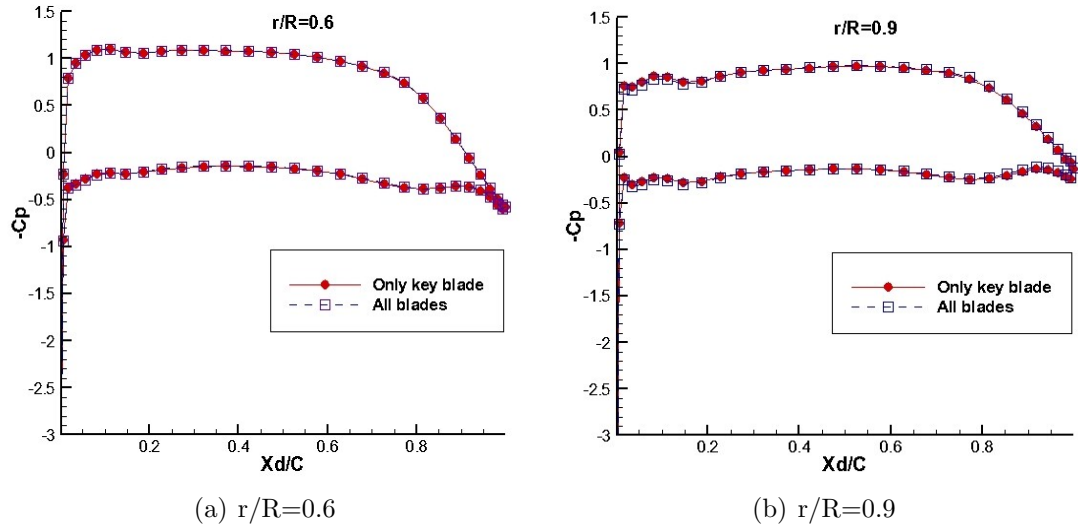 1.5
1
0.5
0
-0.5
-1
-1.5
-2
-2.5
-3
-Cp
r/R=0.6
Only key blade
All blades
0.2
0.4
0.6
0.8
Xd/C
(a) r/R=0.6
1.5
1
0.5
0
-0.5
-1
-1.5
-2
-2.5
-3
-Cp
r/R=0.9
Only key blade
All blades
0.2
0.4
0.6
0.8
Xd/C
(b) r/R=0.9